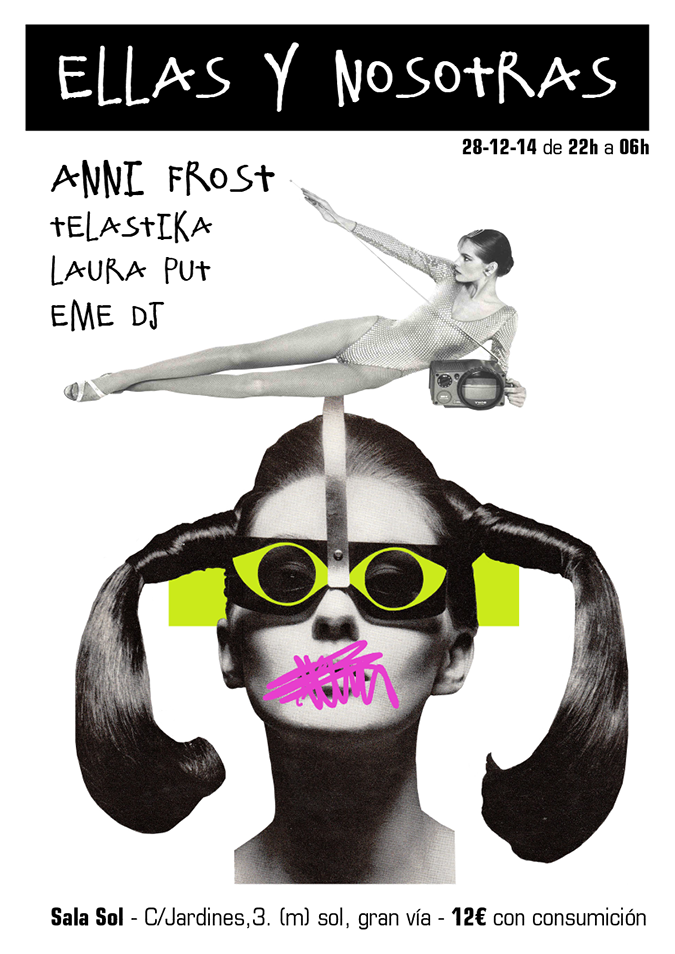 ELLAS Y NOSOTRAS
28-12-14 de 22h a 06h
ANNI FROST
TELASTIKA
LAURA PUT
EME DJ
Sala Sol - C/Jardines,3. (m) sol, gran vía - 12€ con consumición